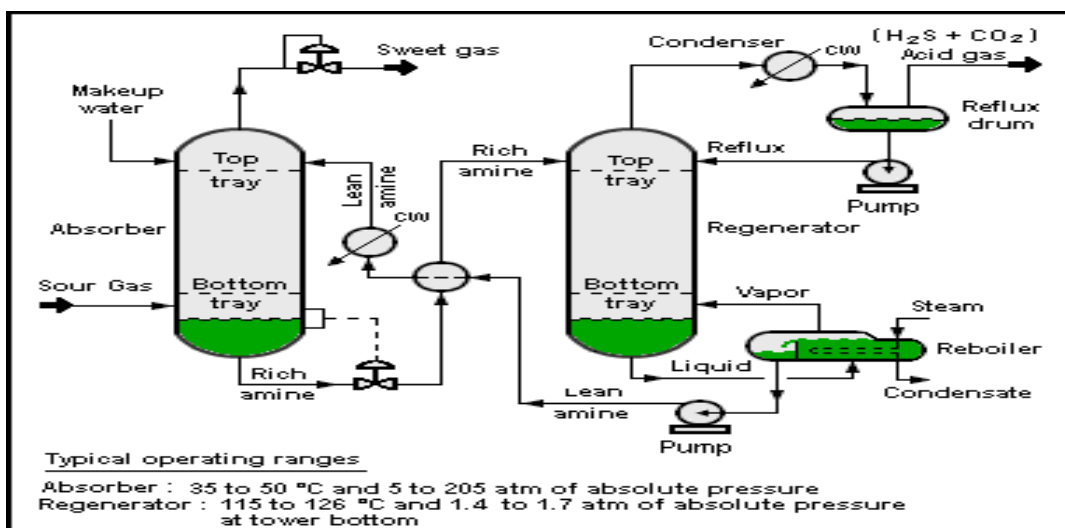 Sweet gas
Makeup
water
Top
tray
Absorber
Sour Gas
Bottom
tray
Rich
amine
Lean
amine
CW
Rich
amine
Condenser
CW
(H₂S + CO₂)
Acid gas
Reflux
drum
Reflux
Pump
Top
tray
Regenerator
Bottom
tray
Vapor
Steam
Reboiler
Liquid
Condensate
Lean
amine
Pump
Typical operating ranges
Absorber : 35 to 50 °C and 5 to 205 atm of absolute pressure
Regenerator : 115 to 126 °C and 1.4 to 1.7 atm of absolute pressure
at tower bottom